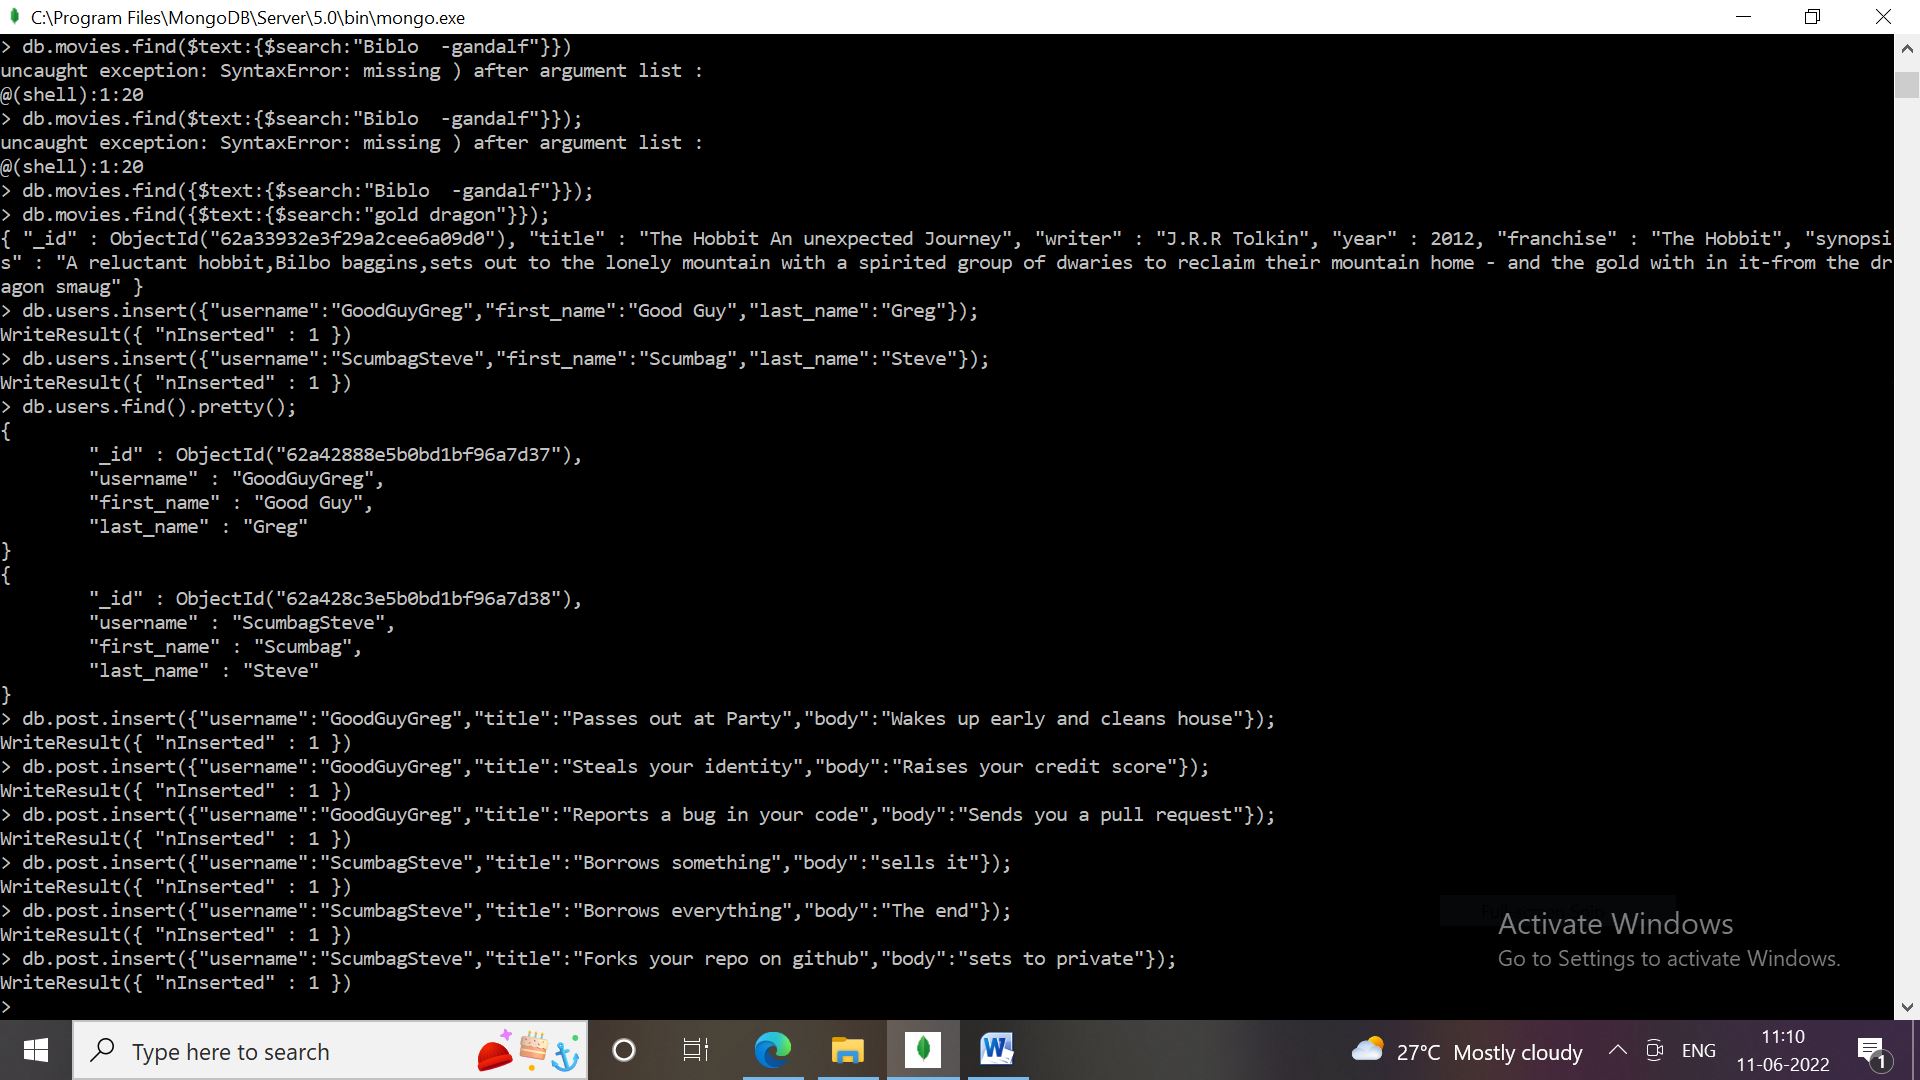 C:\Program Files\MongoDB\Server\5.0\bin\mongo.exe
> db.movies.find($text:{$search:"Biblo  -gandalf"}})
uncaught exception: SyntaxError: missing ) after argument list :
@(shell):1:20
> db.movies.find($text:{$search:"Biblo  -gandalf"}});
uncaught exception: SyntaxError: missing ) after argument list :
@(shell):1:20
> db.movies.find({$text:{$search:"Biblo  -gandalf"}});
> db.movies.find({$text:{$search:"gold dragon"}});
{ "_id" : ObjectId("62a33932e3f29a2cee6a09d0"), "title" : "The Hobbit An unexpected Journey", "writer" : "J.R.R Tolkin", "year" : 2012, "franchise" : "The Hobbit", "synopsi
s" : "A reluctant hobbit,Bilbo baggins,sets out to the lonely mountain with a spirited group of dwaries to reclaim their mountain home - and the gold with in it-from the dr
agon smaug" }
> db.users.insert({"username":"GoodGuyGreg","first_name":"Good Guy","last_name":"Greg"});
WriteResult({ "nInserted" : 1 })
> db.users.insert({"username":"ScumbagSteve","first_name":"Scumbag","last_name":"Steve"});
WriteResult({ "nInserted" : 1 })
> db.users.find().pretty();
{
        "_id" : ObjectId("62a42888e5b0bd1bf96a7d37"),
        "username" : "GoodGuyGreg",
        "first_name" : "Good Guy",
        "last_name" : "Greg"
}
{
        "_id" : ObjectId("62a428c3e5b0bd1bf96a7d38"),
        "username" : "ScumbagSteve",
        "first_name" : "Scumbag",
        "last_name" : "Steve"
}
> db.post.insert({"username":"GoodGuyGreg","title":"Passes out at Party","body":"Wakes up early and cleans house"});
WriteResult({ "nInserted" : 1 })
> db.post.insert({"username":"GoodGuyGreg","title":"Steals your identity","body":"Raises your credit score"});
WriteResult({ "nInserted" : 1 })
> db.post.insert({"username":"GoodGuyGreg","title":"Reports a bug in your code","body":"Sends you a pull request"});
WriteResult({ "nInserted" : 1 })
> db.post.insert({"username":"ScumbagSteve","title":"Borrows something","body":"sells it"});
WriteResult({ "nInserted" : 1 })
> db.post.insert({"username":"ScumbagSteve","title":"Borrows everything","body":"The end"});
WriteResult({ "nInserted" : 1 })
> db.post.insert({"username":"ScumbagSteve","title":"Forks your repo on github","body":"sets to private"});
WriteResult({ "nInserted" : 1 })
>
Activate Windows
Go to Settings to activate Windows.
Type here to search
W
27°C Mostly cloudy
ENG
11:10
11-06-2022
1